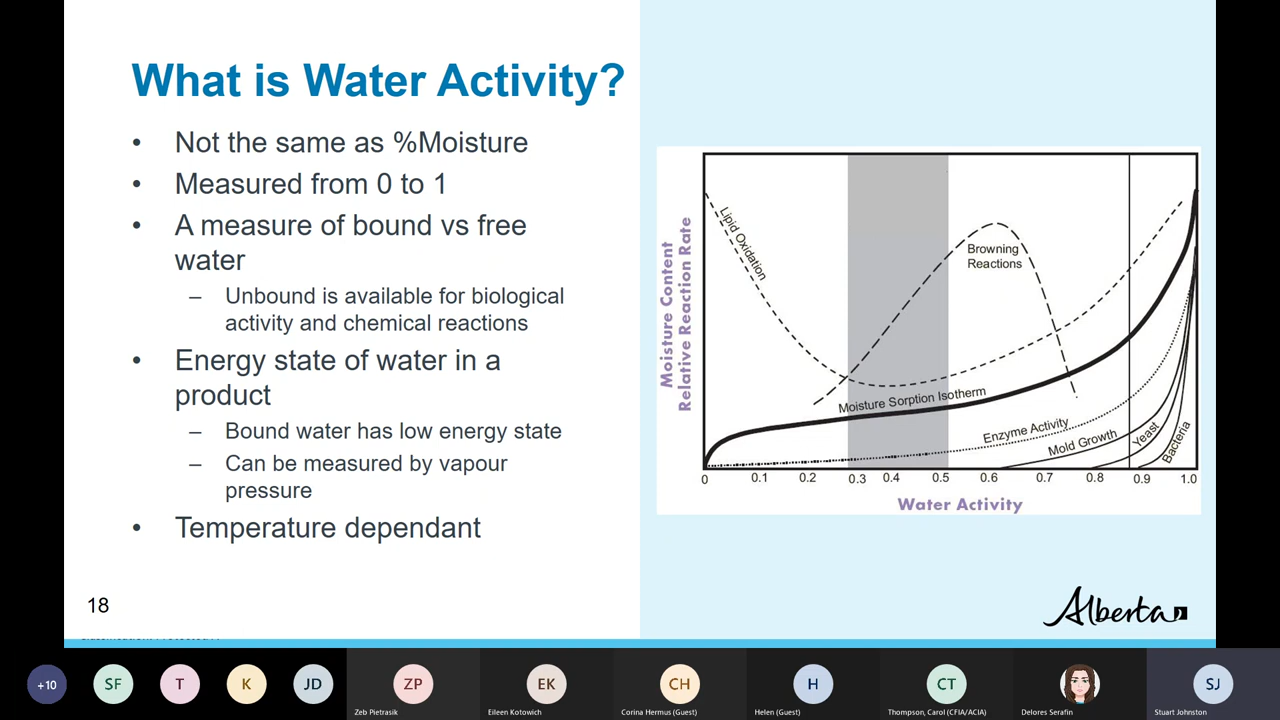 What is Water Activity?
• Not the same as %Moisture
• Measured from 0 to 1
• A measure of bound vs free
water
– Unbound is available for biological
activity and chemical reactions
• Energy state of water in a
product
– Bound water has low energy state
– Can be measured by vapour
pressure
• Temperature dependant
18
Moisture Content
Relative Reaction Rate
Lipid Oxidation
Browning
Reactions
Moisture Sorption Isotherm
Enzyme Activity
Mold Growth
Yeast
Bacteria
0 0.1 0.2 0.3 0.4 0.5 0.6 0.7 0.8 0.9 1.0
Water Activity
Alberta
+10
SF
T
K
JD
ZP
Zeb Pietrasik
EK
Eileen Kotowich
CH
Corina Hermus (Guest)
H
Helen (Guest)
CT
Thompson, Carol (CFIA/ACIA)
Delores Serafin
SJ
Stuart Johnston